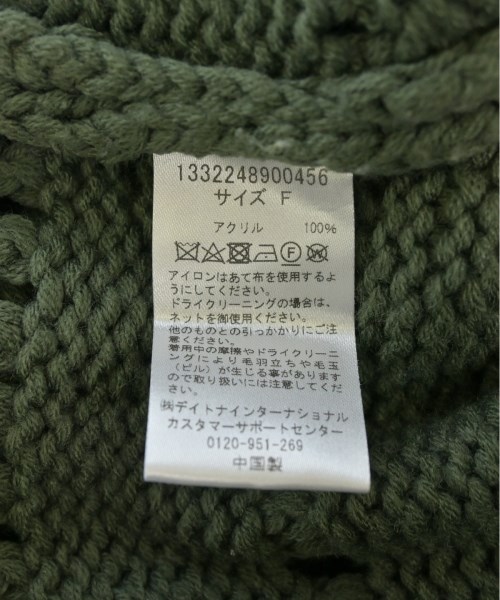 1332248900456
サイズ F
アクリル 100%
アイロンはあて布を使用するよ
うにしてください。
ドライクリーニングの場合は、
ネットを御使用ください。
他のものとの引っかかりにご注
意ください。
着用中の摩擦やドライクリーニ
ングにより毛羽立ちや毛玉
（ピル）が生じる事があります
ので取り扱いには注意してくだ
さい。
㈱デイトナインターナショナル
カスタマーサポートセンター
0120-951-269
中国製